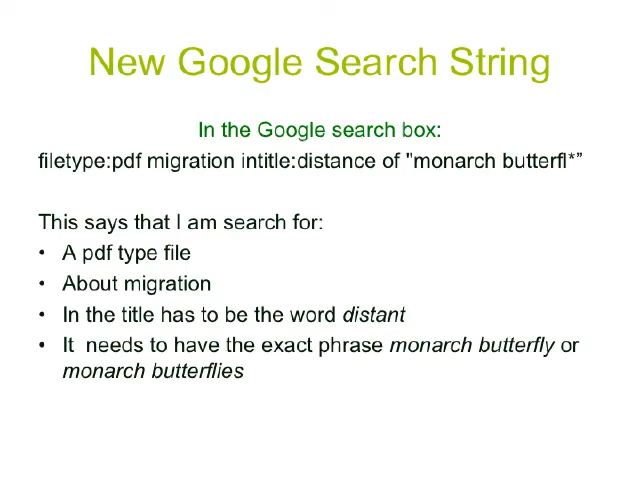 New Google Search String
In the Google search box:
filetype:pdf migration intitle:distance of "monarch butterfl*”
This says that I am search for:
• A pdf type file
• About migration
• In the title has to be the word distant
• It  needs to have the exact phrase monarch butterfly or
monarch butterflies